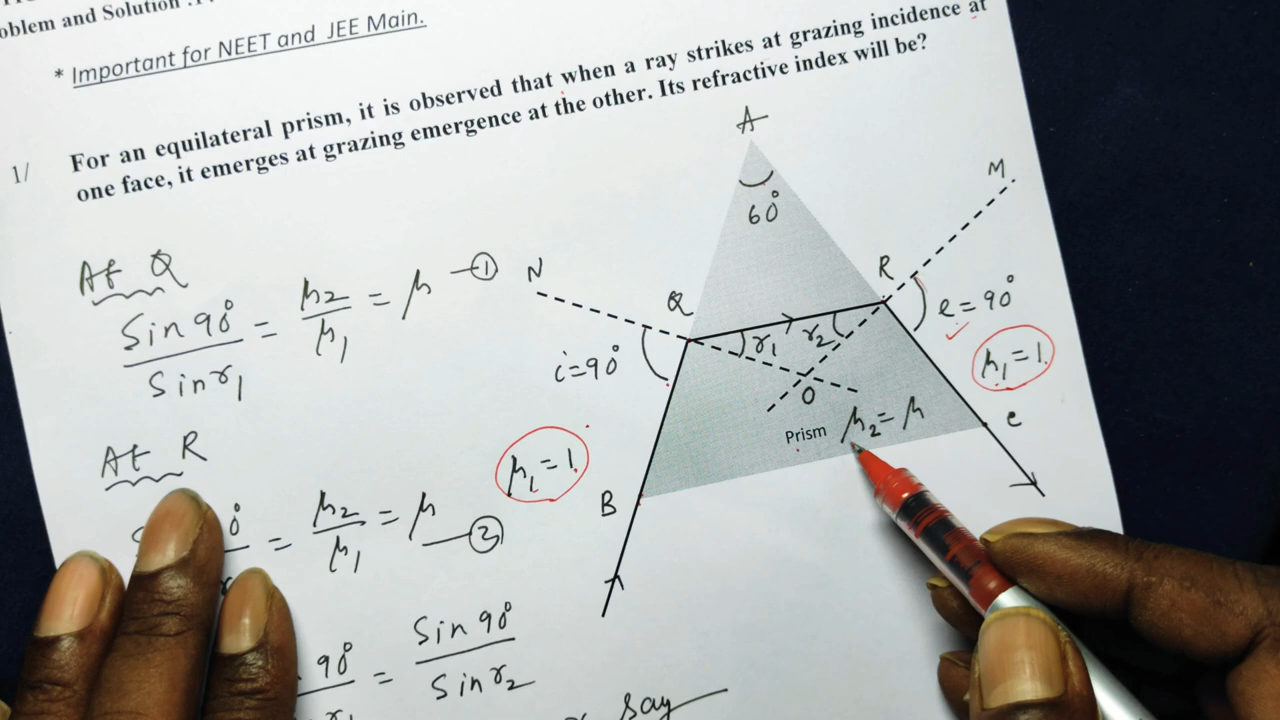 oblem and Solution
* Important for NEET and JEE Main.
1/ For an equilateral prism, it is observed that when a ray strikes at grazing incidence at
one face, it emerges at grazing emergence at the other. Its refractive index will be?
A
60°
M
N
Q
R
i=90°
r₁
r₂
e=90°
μ₁=1
O
Prism μ₂=μ
C
μ₁=1
B
At Q
Sin 90° / Sin r₁ = μ₂ / μ₁ = μ —①
At R
° = μ₂ / μ₁ = μ —②
90° = Sin 90° / Sin r₂
say